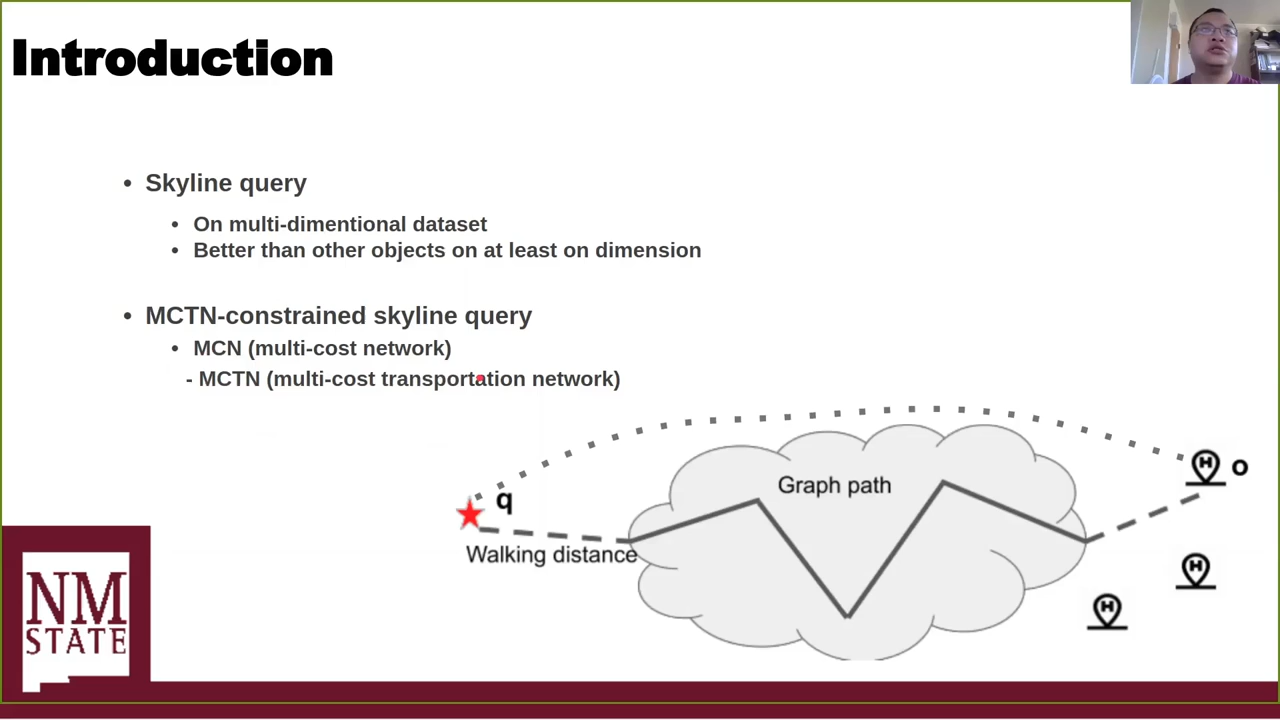 Introduction
• Skyline query
• On multi-dimentional dataset
• Better than other objects on at least on dimension
• MCTN-constrained skyline query
• MCN (multi-cost network)
- MCTN (multi-cost transportation network)
Graph path
H o
q
Walking distance
H
H
NM
STATE